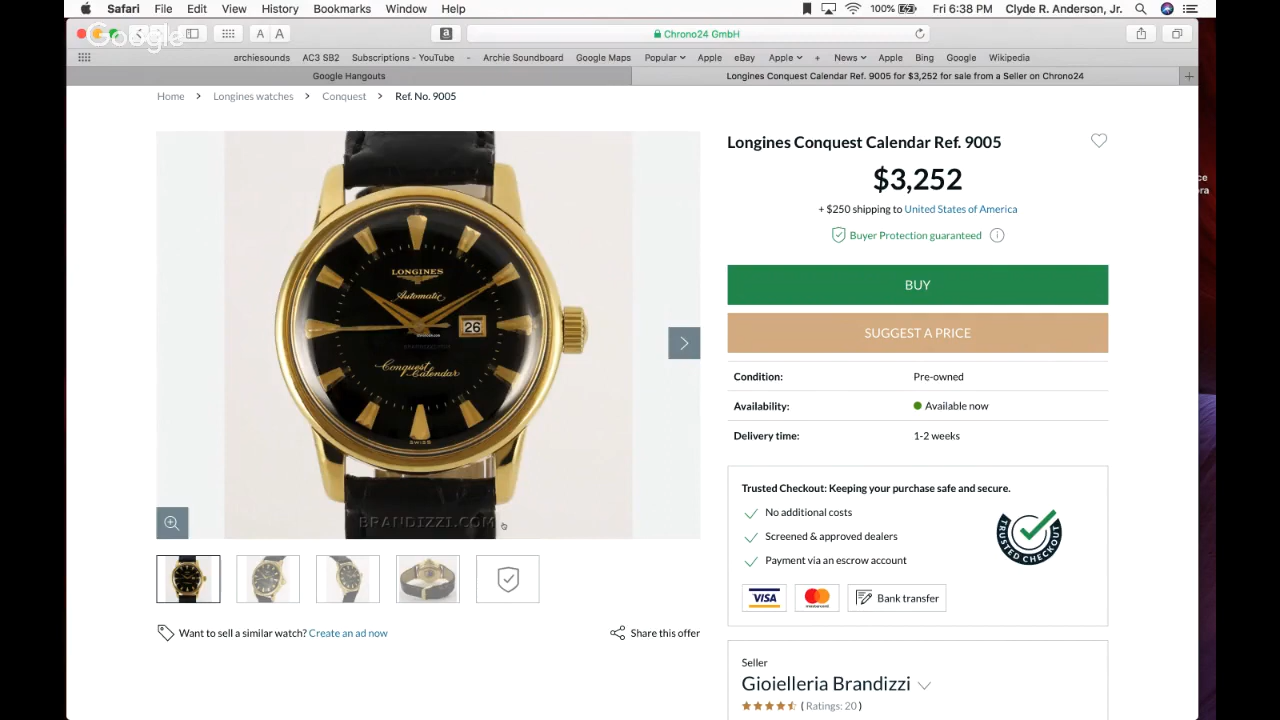 Safari File Edit View History Bookmarks Window Help 100% Fri 6:38 PM Clyde R. Anderson, Jr.
Google
A A a Chrono24 GmbH
archiesounds AC3 SB2 Subscriptions - YouTube - Archie Soundboard Google Maps Popular Apple eBay Apple + News Apple Bing Google Wikipedia
Google Hangouts Longines Conquest Calendar Ref. 9005 for $3,252 for sale from a Seller on Chrono24 +
Home > Longines watches > Conquest > Ref. No. 9005
Longines Conquest Calendar Ref. 9005
$3,252
+ $250 shipping to United States of America
Buyer Protection guaranteed i
BUY
SUGGEST A PRICE
Condition: Pre-owned
Availability: Available now
Delivery time: 1-2 weeks
LONGINES
Automatic
26
Conquest
Calendar
SWISS
BRANDIZZI.COM
Want to sell a similar watch? Create an ad now
Share this offer
Trusted Checkout: Keeping your purchase safe and secure.
No additional costs
Screened & approved dealers
Payment via an escrow account
TRUSTED CHECKOUT
VISA mastercard Bank transfer
Seller
Gioielleria Brandizzi
( Ratings: 20 )